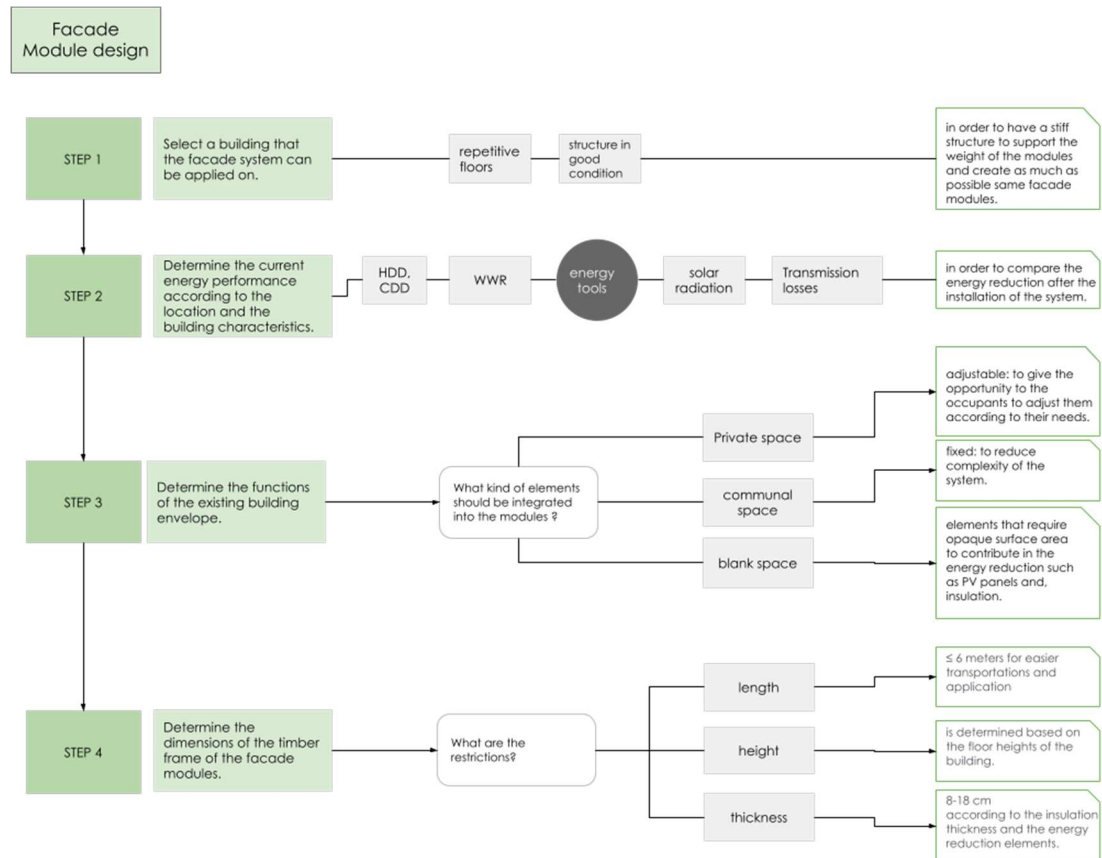 Facade
Module design
STEP 1
Select a building that
the facade system can
be applied on.
repetitive
floors
structure in
good
condition
in order to have a stiff
structure to support the
weight of the modules
and create as much as
possible same facade
modules.
STEP 2
Determine the current
energy performance
according to the
location and the
building characteristics.
HDD,
CDD
WWR
energy
tools
solar
radiation
Transmission
losses
in order to compare the
energy reduction after the
installation of the system.
STEP 3
Determine the functions
of the existing building
envelope.
What kind of elements
should be integrated
into the modules ?
Private space
adjustable: to give the
opportunity to the
occupants to adjust them
according to their needs.
communal
space
fixed: to reduce
complexity of the
system.
blank space
elements that require
opaque surface area
to contribute in the
energy reduction such
as PV panels and,
insulation.
STEP 4
Determine the
dimensions of the timber
frame of the facade
modules.
What are the
restrictions?
length
≤ 6 meters for easier
transportations and
application
height
is determined based on
the floor heights of the
building.
thickness
8-18 cm
according to the insulation
thickness and the energy
reduction elements.